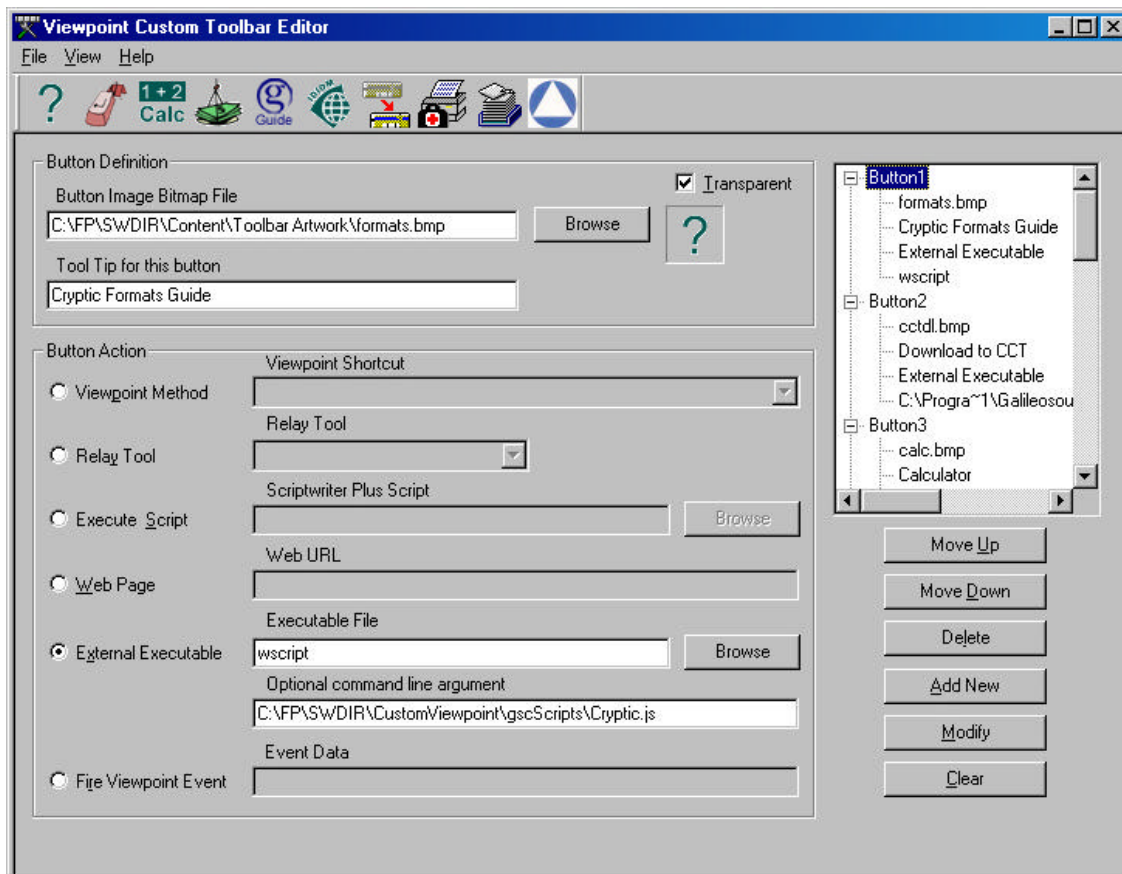 Viewpoint Custom Toolbar Editor
File View Help
?
1 + 2
Calc
g
Guide
IDIOM
Button Definition
Button Image Bitmap File
Transparent
C:\FP\SWDIR\Content\Toolbar Artwork\formats.bmp
Browse
?
Tool Tip for this button
Cryptic Formats Guide
Button Action
Viewpoint Shortcut
Viewpoint Method
Relay Tool
Relay Tool
Scriptwriter Plus Script
Execute Script
Browse
Web URL
Web Page
Executable File
External Executable
wscript
Browse
Optional command line argument
C:\FP\SWDIR\CustomViewpoint\gscScripts\Cryptic.js
Event Data
Fire Viewpoint Event
Button1
formats.bmp
Cryptic Formats Guide
External Executable
wscript
Button2
cctdl.bmp
Download to CCT
External Executable
C:\Progra~1\Galileosou
Button3
calc.bmp
Calculator
Move Up
Move Down
Delete
Add New
Modify
Clear